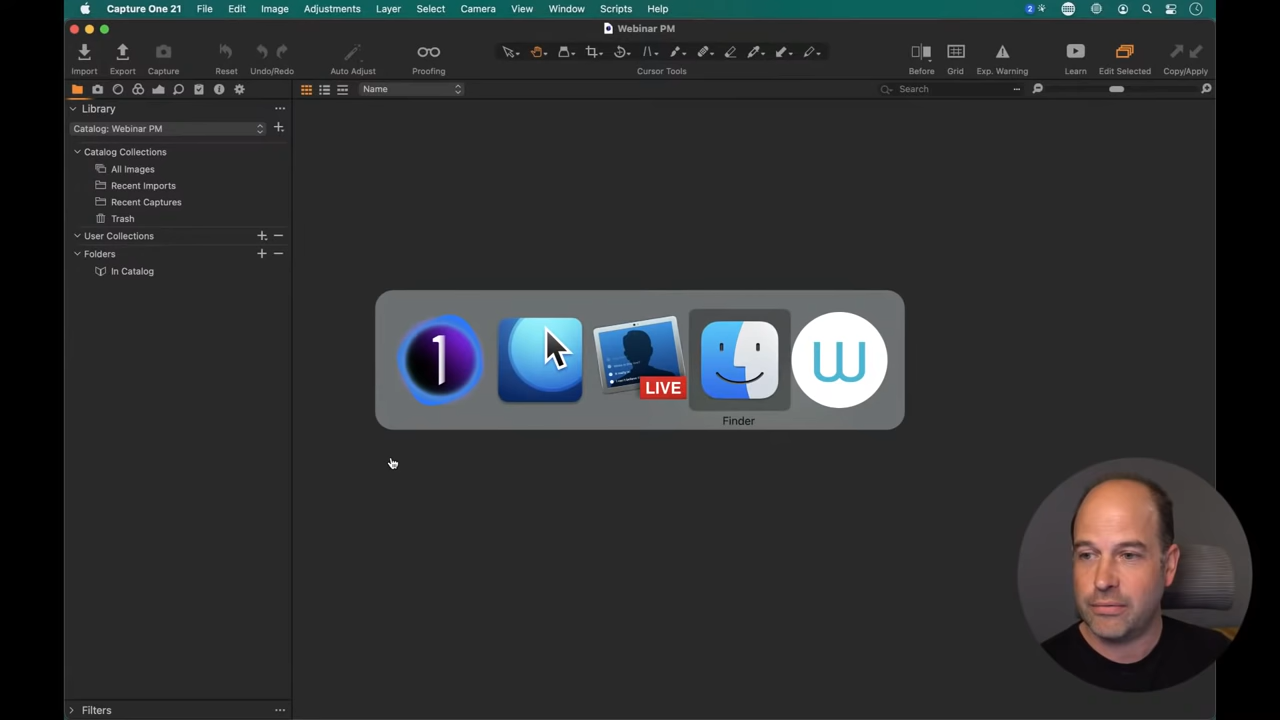 Capture One 21 File Edit Image Adjustments Layer Select Camera View Window Scripts Help 2
Webinar PM
Import Export Capture Reset Undo/Redo Auto Adjust Proofing Cursor Tools Before Grid Exp. Warning Learn Edit Selected Copy/Apply
Name Search
Library
Catalog: Webinar PM
Catalog Collections
All Images
Recent Imports
Recent Captures
Trash
User Collections
Folders
In Catalog
1 LIVE W
Finder
Filters